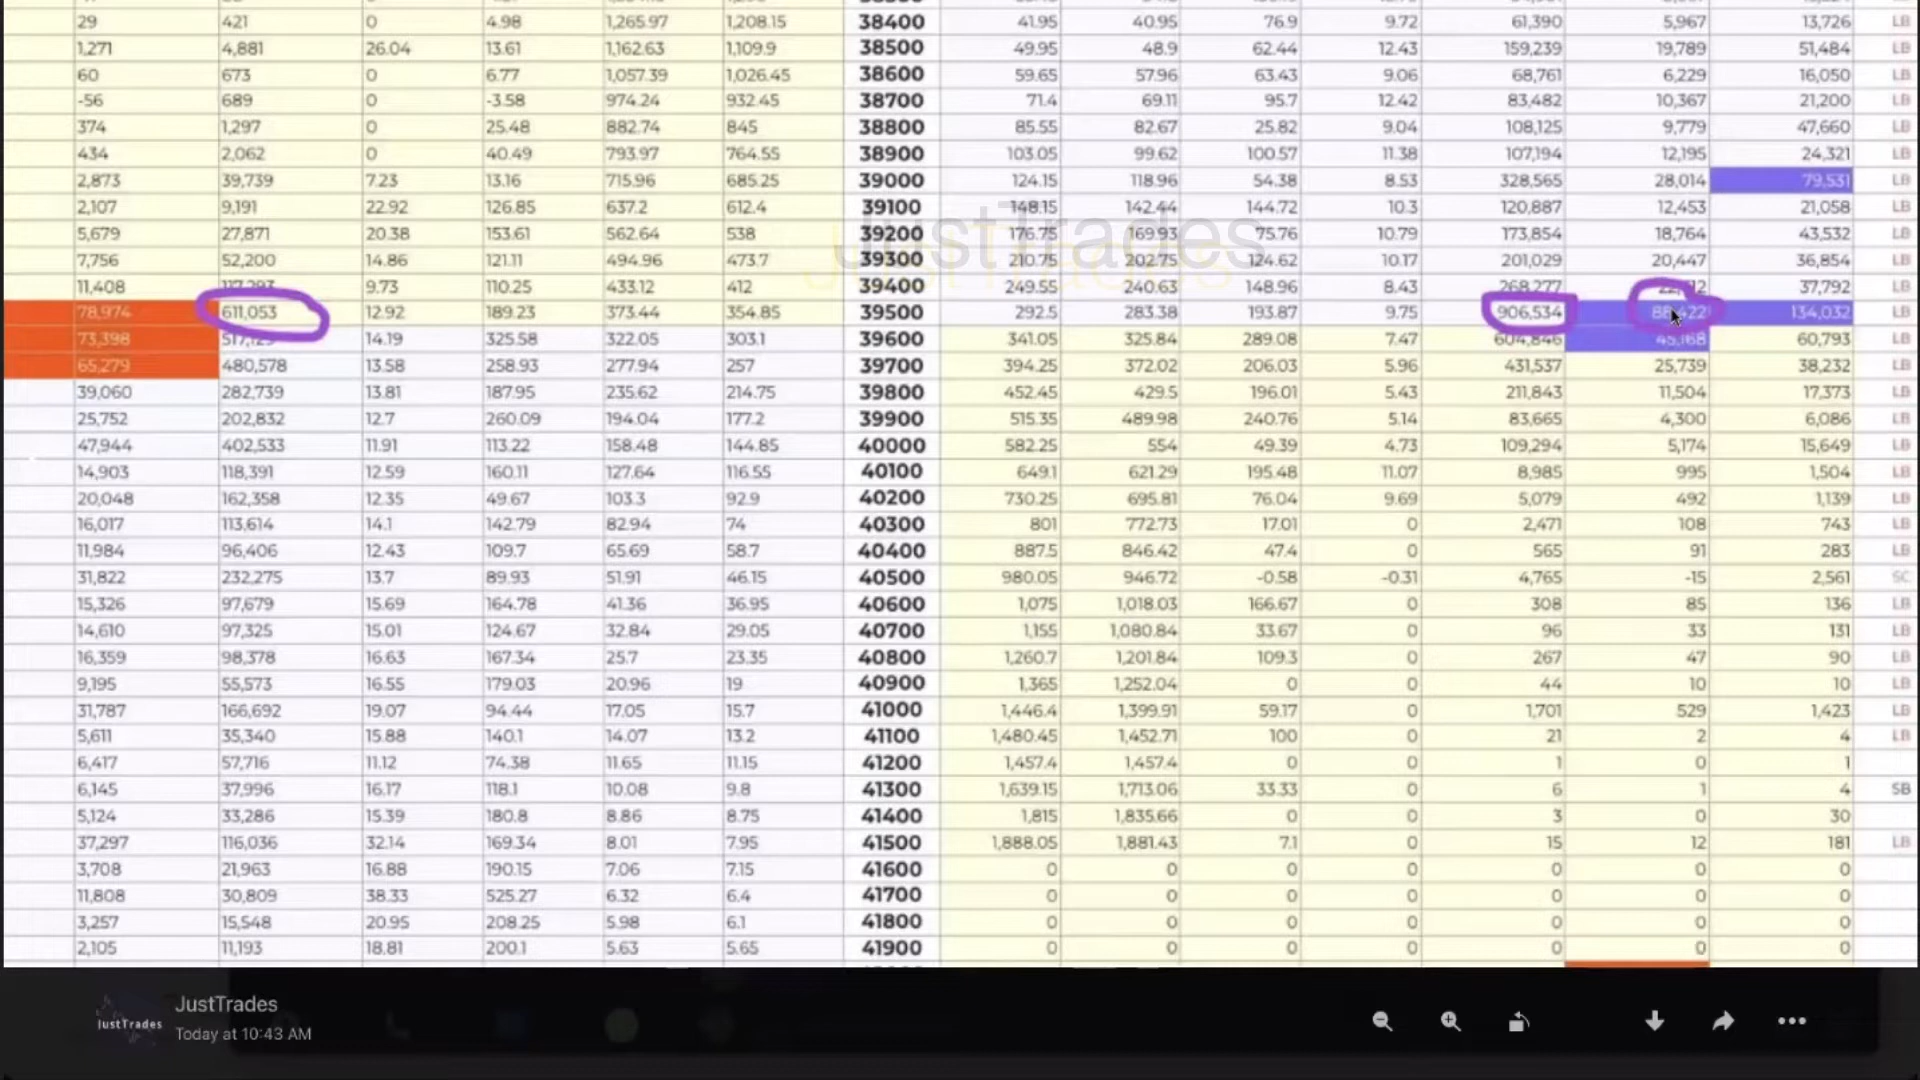 29 421 0 4.98 1,265.97 1,208.15 38400 41.95 40.95 76.9 9.72 61,390 5,967 13,726 LB
1,271 4,881 26.04 13.61 1,162.63 1,109.9 38500 49.95 48.9 62.44 12.43 159,239 19,789 51,484 LB
60 673 0 6.77 1,057.39 1,026.45 38600 59.65 57.96 63.43 9.06 68,761 6,229 16,050 LB
-56 689 0 -3.58 974.24 932.45 38700 71.4 69.11 95.7 12.42 83,482 10,367 21,200 LB
374 1,297 0 25.48 882.74 845 38800 85.55 82.67 25.82 9.04 108,125 9,779 47,660 LB
434 2,062 0 40.49 793.97 764.55 38900 103.05 99.62 100.57 11.38 107,194 12,195 24,321 LB
2,873 39,739 7.23 13.16 715.96 685.25 39000 124.15 118.96 54.38 8.53 328,565 28,014 79,531 LB
2,107 9,191 22.92 126.85 637.2 612.4 39100 148.15 142.44 144.72 10.3 120,887 12,453 21,058 LB
JustTrades
5,679 27,871 20.38 153.61 562.64 538 39200 176.75 169.93 75.76 10.79 173,854 18,764 43,532 LB
7,756 52,200 14.86 121.11 494.96 473.7 39300 210.75 202.75 124.62 10.17 201,029 20,447 36,854 LB
11,408 117,293 9.73 110.25 433.12 412 39400 249.55 240.63 148.96 8.43 268,277 37,792 LB
78,974 611,053 12.92 189.23 373.44 354.85 39500 292.5 283.38 193.87 9.75 906,534 134,032 LB
73,398 14.19 325.58 322.05 303.1 39600 341.05 325.84 289.08 7.47 604,846 45,168 60,793 LB
65,279 480,578 13.58 258.93 277.94 257 39700 394.25 372.02 206.03 5.96 431,537 25,739 38,232 LB
39,060 282,739 13.81 187.95 235.62 214.75 39800 452.45 429.5 196.01 5.43 211,843 11,504 17,373 LB
25,752 202,832 12.7 260.09 194.04 177.2 39900 515.35 489.98 240.76 5.14 83,665 4,300 6,086 LB
47,944 402,533 11.91 113.22 158.48 144.85 40000 582.25 554 49.39 4.73 109,294 5,174 15,649 LB
14,903 118,391 12.59 160.11 127.64 116.55 40100 649.1 621.29 195.48 11.07 8,985 995 1,504 LB
20,048 162,358 12.35 49.67 103.3 92.9 40200 730.25 695.81 76.04 9.69 5,079 492 1,139 LB
16,017 113,614 14.1 142.79 82.94 74 40300 801 772.73 17.01 0 2,471 108 743 LB
11,984 96,406 12.43 109.7 65.69 58.7 40400 887.5 846.42 47.4 0 565 91 283 LB
31,822 232,275 13.7 89.93 51.91 46.15 40500 980.05 946.72 -0.58 -0.31 4,765 -15 2,561 SC
15,326 97,679 15.69 164.78 41.36 36.95 40600 1,075 1,018.03 166.67 0 308 85 136 LB
14,610 97,325 15.01 124.67 32.84 29.05 40700 1,155 1,080.84 33.67 0 96 33 131 LB
16,359 98,378 16.63 167.34 25.7 23.35 40800 1,260.7 1,201.84 109.3 0 267 47 90 LB
9,195 55,573 16.55 179.03 20.96 19 40900 1,365 1,252.04 0 0 44 10 10 LB
31,787 166,692 19.07 94.44 17.05 15.7 41000 1,446.4 1,399.91 59.17 0 1,701 529 1,423 LB
5,611 35,340 15.88 140.1 14.07 13.2 41100 1,480.45 1,452.71 100 0 21 2 4 LB
6,417 57,716 11.12 74.38 11.65 11.15 41200 1,457.4 1,457.4 0 0 1 0 1
6,145 37,996 16.17 118.1 10.08 9.8 41300 1,639.15 1,713.06 33.33 0 6 1 4 SB
5,124 33,286 15.39 180.8 8.86 8.75 41400 1,815 1,835.66 0 0 3 0 30
37,297 116,036 32.14 169.34 8.01 7.95 41500 1,888.05 1,881.43 7.1 0 15 12 181 LB
3,708 21,963 16.88 190.15 7.06 7.15 41600 0 0 0 0 0 0 0
11,808 30,809 38.33 525.27 6.32 6.4 41700 0 0 0 0 0 0 0
3,257 15,548 20.95 208.25 5.98 6.1 41800 0 0 0 0 0 0 0
2,105 11,193 18.81 200.1 5.63 5.65 41900 0 0 0 0 0 0 0
JustTrades
JustTrades
Today at 10:43 AM